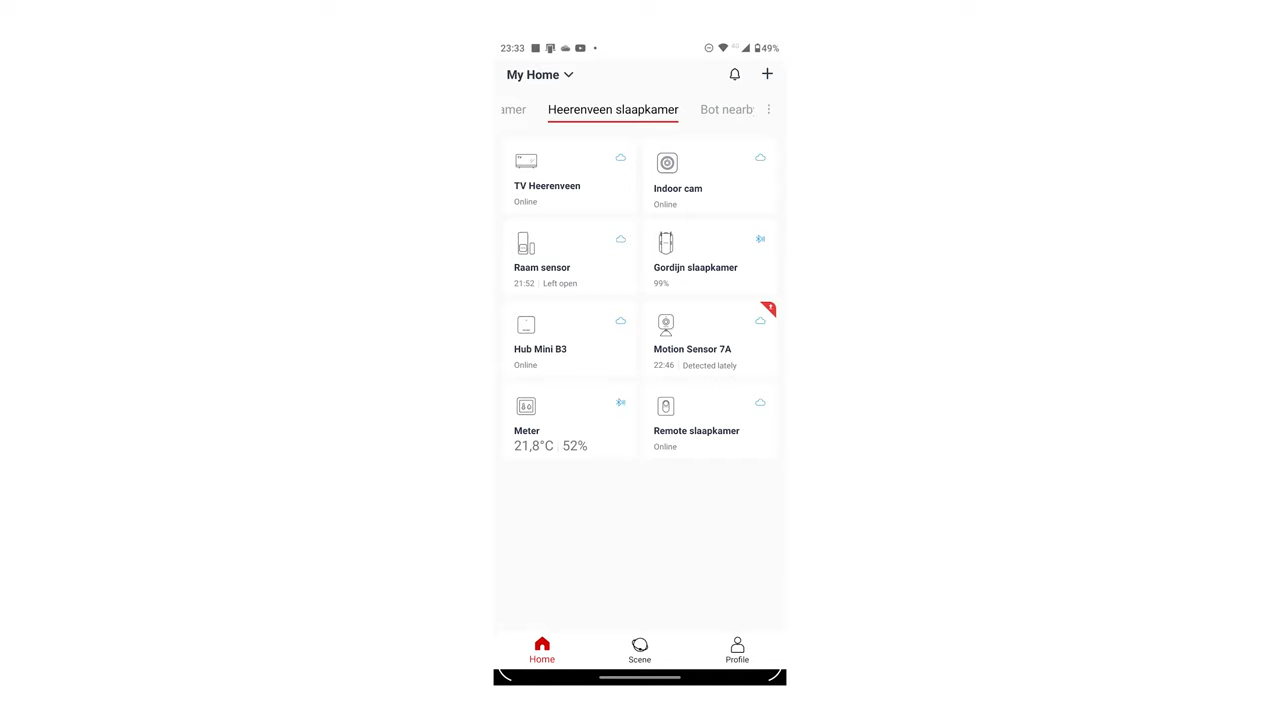 23:33 4G 49%
My Home
amer Heerenveen slaapkamer Bot nearb
TV Heerenveen
Online
Indoor cam
Online
Raam sensor
21:52 Left open
Gordijn slaapkamer
99%
Hub Mini B3
Online
Motion Sensor 7A
22:46 Detected lately
Meter
21,8°C 52%
Remote slaapkamer
Online
Home Scene Profile